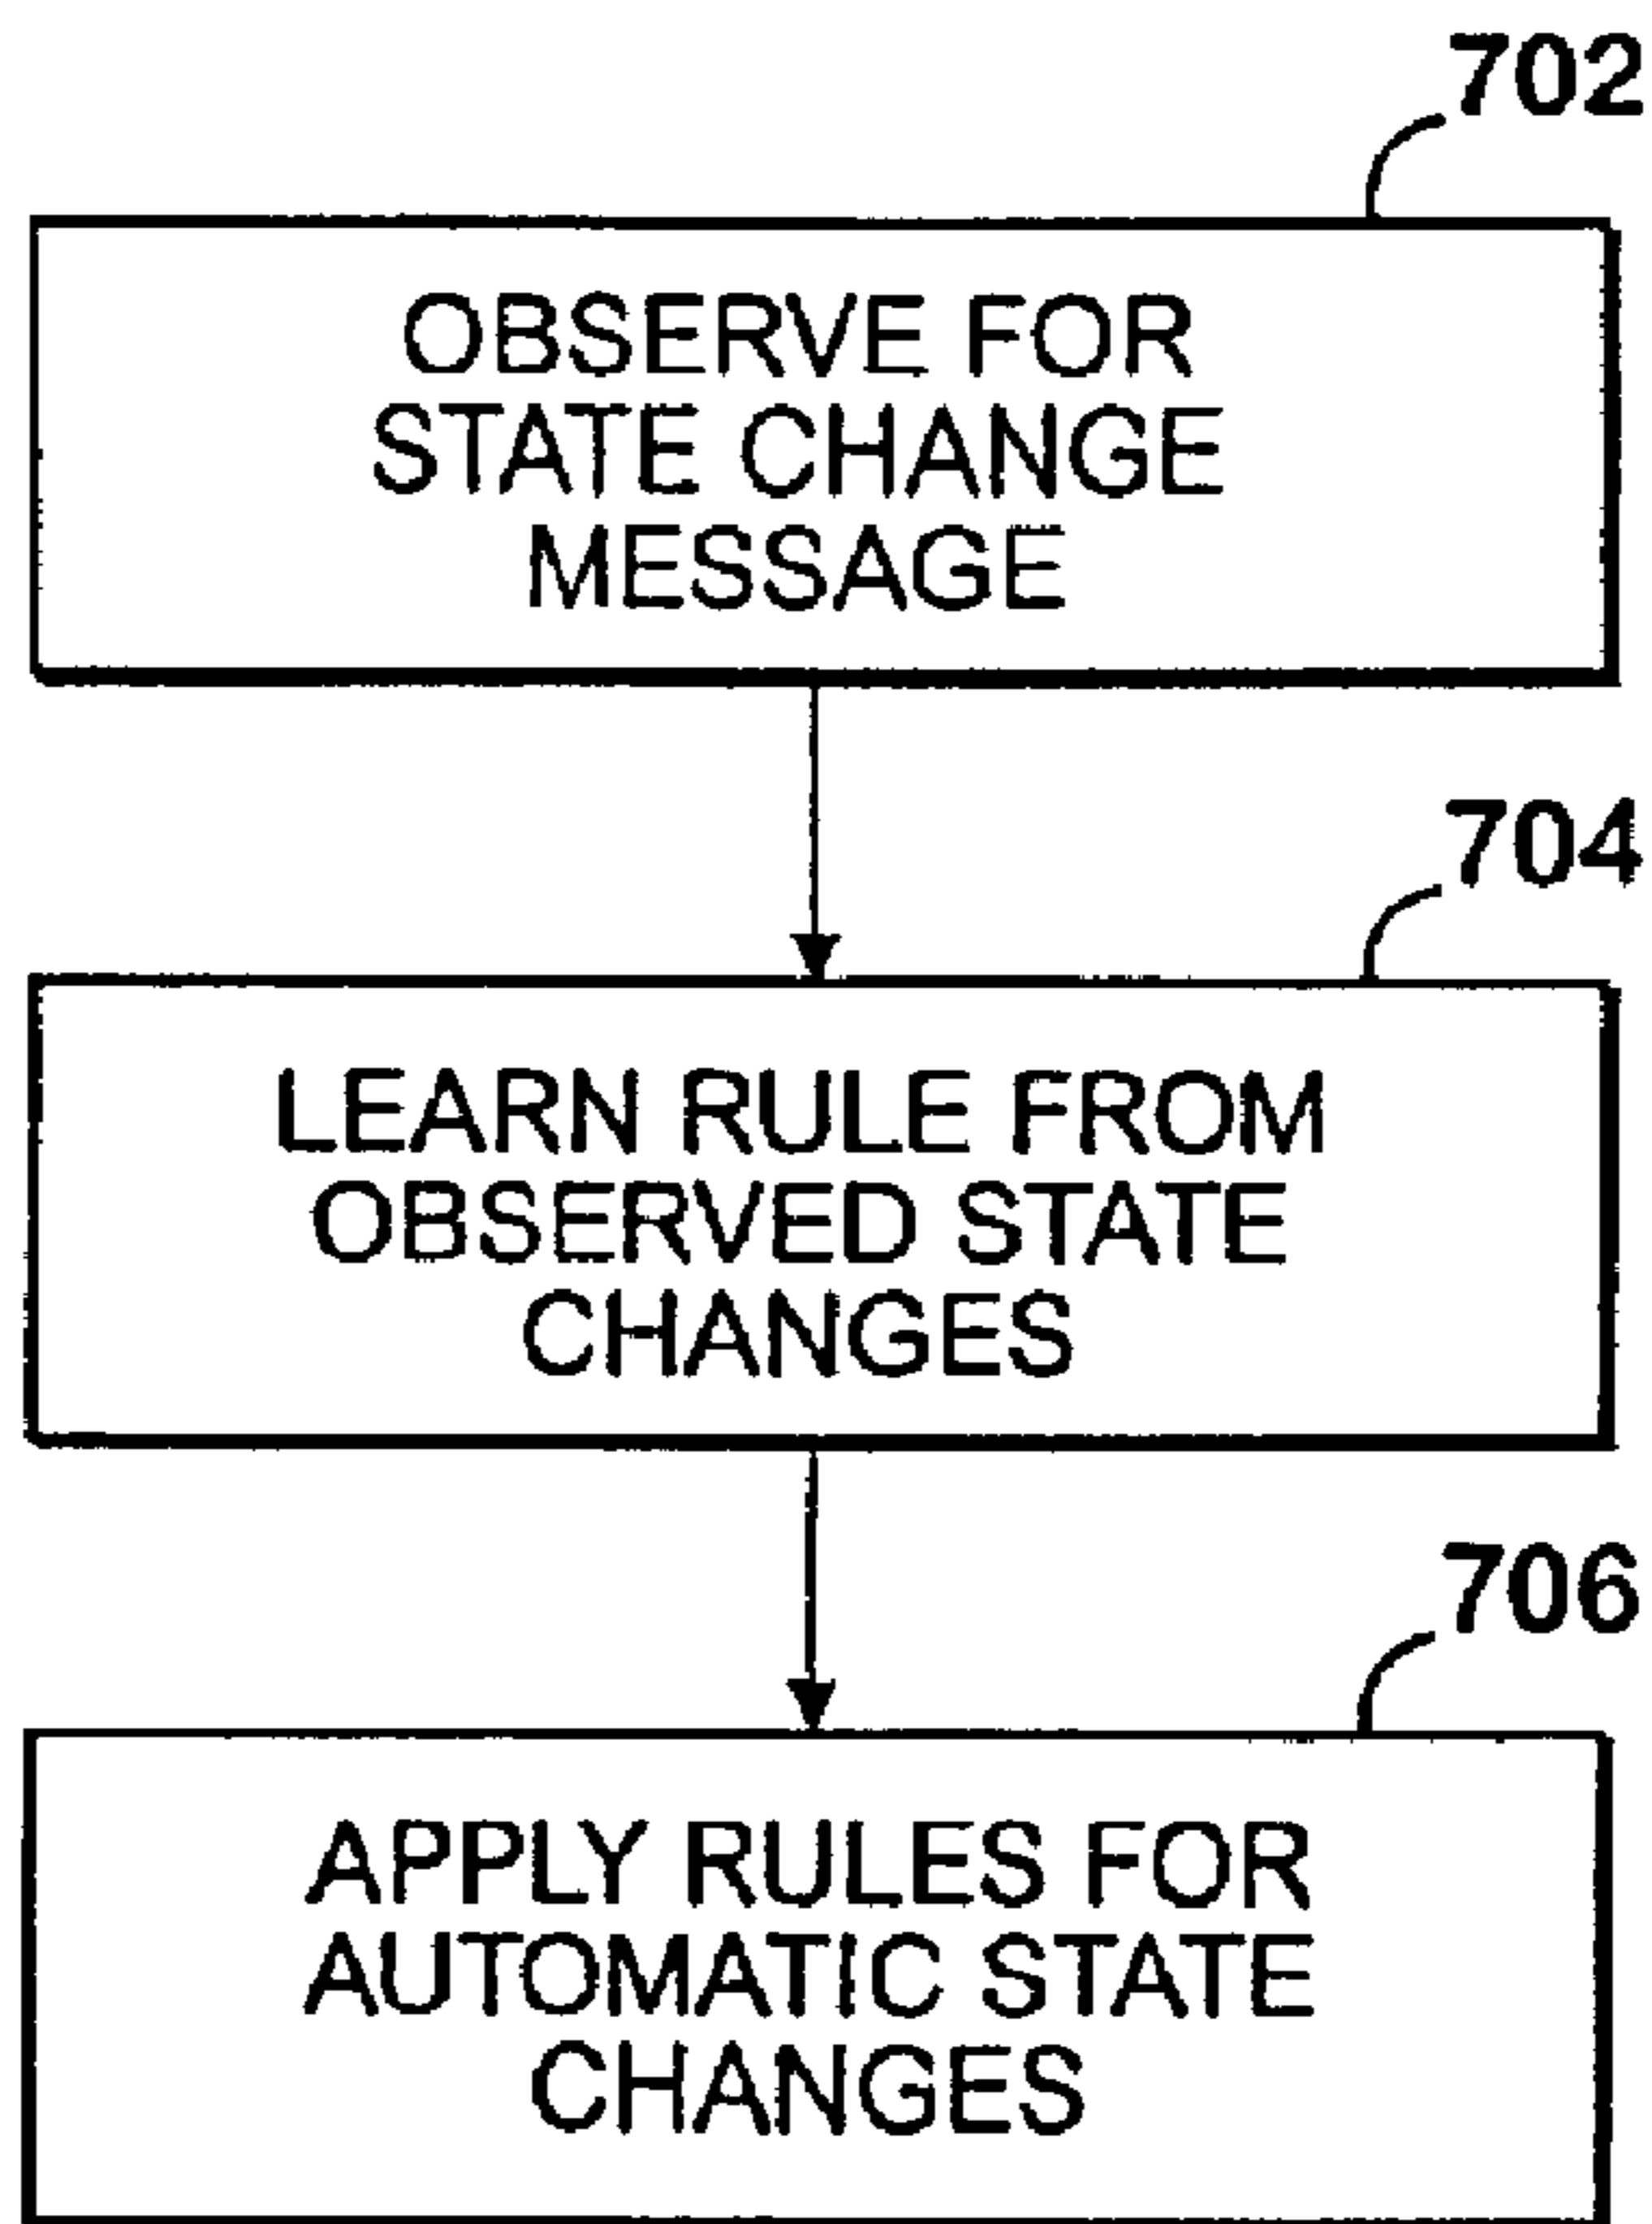 702
OBSERVE FOR
STATE CHANGE
MESSAGE
704
LEARN RULE FROM
OBSERVED STATE
CHANGES
706
APPLY RULES FOR
AUTOMATIC STATE
CHANGES